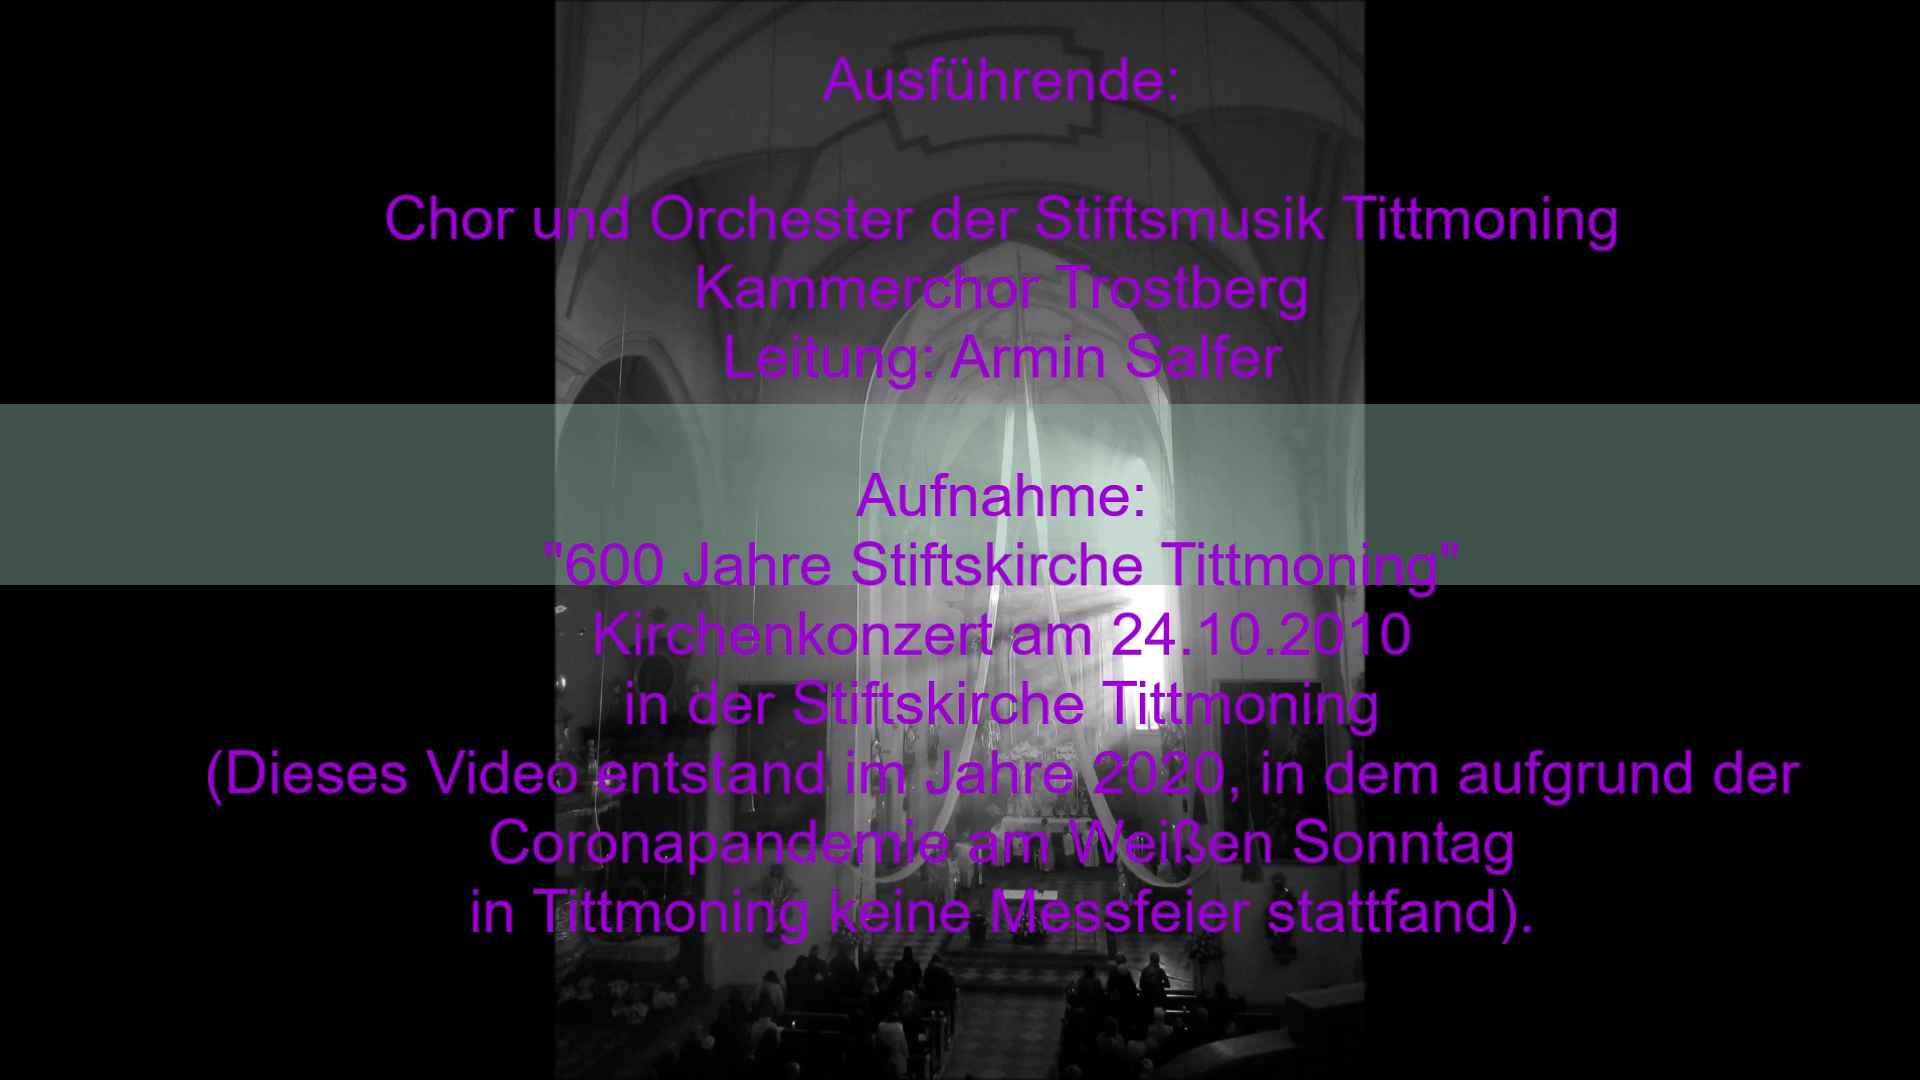 Ausführende:
Chor und Orchester der Stiftsmusik Tittmoning
Kammerchor Trostberg
Leitung: Armin Salfer
Aufnahme:
"600 Jahre Stiftskirche Tittmoning"
Kirchenkonzert am 24.10.2010
in der Stiftskirche Tittmoning
(Dieses Video entstand im Jahre 2020, in dem aufgrund der
Coronapandemie am Weißen Sonntag
in Tittmoning keine Messfeier stattfand).